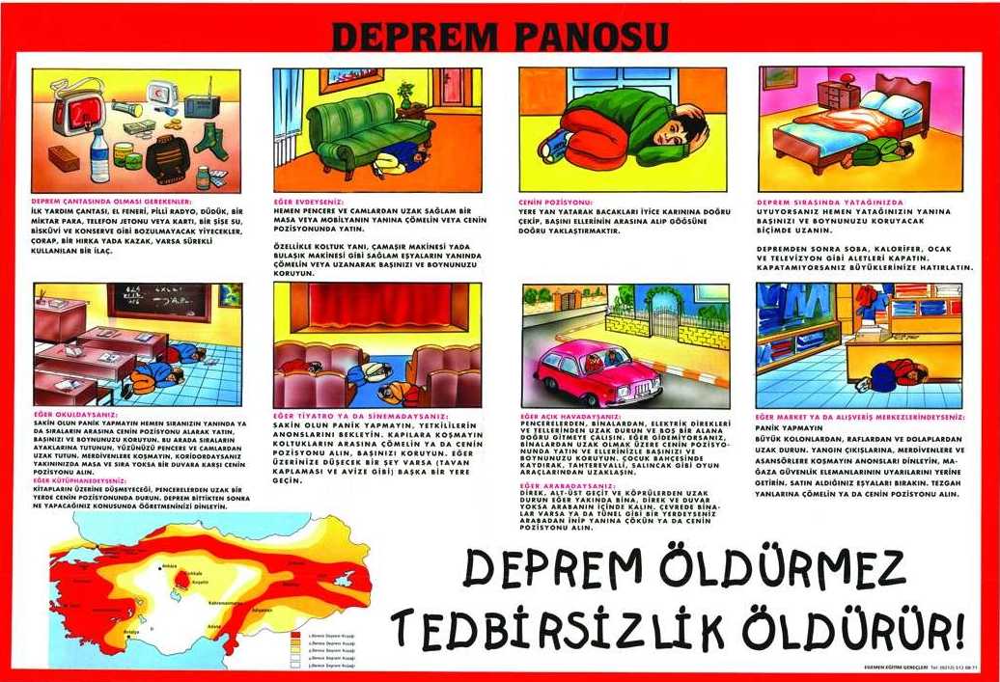 DEPREM PANOSU
DEPREM ÇANTASINDA OLMASI GEREKENLER:
İLK YARDIM ÇANTASI, EL FENERİ, PİLLİ RADYO, DÜDÜK, BİR
MİKTAR PARA, TELEFON JETONU VEYA KARTI, BİR ŞİŞE SU,
BİSKÜVİ VE KONSERVE GİBİ BOZULMAYACAK YİYECEKLER,
ÇORAP, BİR HIRKA YADA KAZAK, VARSA SÜREKLİ
KULLANILAN BİR İLAÇ.
EĞER EVDEYSENİZ:
HEMEN PENCERE VE CAMLARDAN UZAK SAĞLAM BİR
MASA VEYA MOBİLYANIN YANINA ÇÖMELİN VEYA CENİN
POZİSYONUNDA YATIN.
ÖZELLİKLE KOLTUK YANI, ÇAMAŞIR MAKİNESİ YADA
BULAŞIK MAKİNESİ GİBİ SAĞLAM EŞYALARIN YANINDA
ÇÖMELİN VEYA UZANARAK BAŞINIZI VE BOYNUNUZU
KORUYUN.
CENİN POZİSYONU:
YERE YAN YATARAK BACAKLARI İYİCE KARININA DOĞRU
ÇEKİP, BAŞINI ELLERİNİN ARASINA ALIP GÖĞSÜNE
DOĞRU YAKLAŞTIRMAKTIR.
DEPREM SIRASINDA YATAĞINIZDA
UYUYORSANIZ HEMEN YATAĞINIZIN YANINA
BAŞINIZI VE BOYNUNUZU KORUYACAK
BİÇİMDE UZANIN.
DEPREMDEN SONRA SOBA, KALORİFER, OCAK
VE TELEVİZYON GİBİ ALETLERİ KAPATIN.
KAPATAMIYORSANIZ BÜYÜKLERİNİZE HATIRLATIN.
EĞER OKULDAYSANIZ:
SAKİN OLUN PANİK YAPMAYIN HEMEN SIRANIZIN YANINDA YA
DA SIRALARIN ARASINA CENİN POZİSYONU ALARAK YATIN,
BAŞINIZI VE BOYNUNUZU KORUYUN. BU ARADA SIRALARIN
AYAKLARINA TUTUNUN, YÜZÜNÜZÜ PENCERE VE CAMLARDAN
UZAK TUTUN. MERDİVENLERE KOŞMAYIN. KORİDORDAYSANIZ
YAKINIZDA MASA VE SIRA YOKSA BİR DUVARA KARŞI CENİN
POZİSYONU ALIN.
EĞER KÜTÜPHANEDEYSENİZ:
KİTAPLARIN ÜZERİNE DÜŞMEYECEĞİ, PENCERELERDEN UZAK BİR
YERDE CENİN POZİSYONUNDA DURUN. DEPREM BİTTİKTEN SONRA
NE YAPACAĞINIZ KONUSUNDA ÖĞRETMENİNİZİ DİNLEYİN.
EĞER TİYATRO YA DA SİNEMADAYSANIZ:
SAKİN OLUN PANİK YAPMAYIN, YETKİLİLERİN
ANONSLARINI BEKLEYİN. KAPILARA KOŞMAYIN
KOLTUKLARIN ARASINA ÇÖMELİN YA DA CENİN
POZİSYONU ALIN, BAŞINIZI KORUYUN. EĞER
ÜZERİNİZE DÜŞECEK BİR ŞEY VARSA (TAVAN
KAPLAMASI VE AVİZE GİBİ) BAŞKA BİR YERE
GEÇİN.
EĞER AÇIK HAVADAYSANIZ:
PENCERELERDEN, BİNALARDAN, ELEKTRİK DİREKLERİ
VE TELLERİNDEN UZAK DURUN VE BOŞ BİR ALANA
DOĞRU GİTMEYE ÇALIŞIN. EĞER GİDEMİYORSANIZ,
BİNALARDAN UZAK OLMAK ÜZERE CENİN POZİSYO-
NUNDA YATIN VE ELLERİNİZLE BAŞINIZI VE
BOYNUNUZU KORUYUN. ÇOCUK BAHÇESİNDE
KAYDIRAK, TAHTEREVALLİ, SALINCAK GİBİ OYUN
ARAÇLARINDAN UZAKLAŞIN.
EĞER ARABADAYSANIZ:
DİREK, ALT-ÜST GEÇİT VE KÖPRÜLERDEN UZAK
DURUN EĞER YAKINDA BİNA, DİREK VE DUVAR
YOKSA ARABANIN İÇİNDE KALIN. ÇEVREDE BİNA-
LAR VARSA YA DA TÜNEL GİBİ BİR YERDEYSENİZ
ARABADAN İNİP YANINA ÇÖKÜN YA DA CENİN
POZİSYONU ALIN.
EĞER MARKET YA DA ALIŞVERİŞ MERKEZLERİNDEYSENİZ:
PANİK YAPMAYIN
BÜYÜK KOLONLARDAN, RAFLARDAN VE DOLAPLARDAN
UZAK DURUN. YANGIN ÇIKIŞLARINA, MERDİVENLERE VE
ASANSÖRLERE KOŞMAYIN ANONSLARI DİNLEYİN, MA-
ĞAZA GÜVENLİK ELEMANLARININ UYARILARINI YERİNE
GETİRİN. SATIN ALDIĞINIZ EŞYALARI BIRAKIN. TEZGAH
YANLARINA ÇÖMELİN YA DA CENİN POZİSYONU ALIN.
Ankara
Kırıkkale
Kırşehir
Kahramanmaraş
Adıyaman
Adana
Antalya
1.Derece Deprem Kuşağı
2.Derece Deprem Kuşağı
3.Derece Deprem Kuşağı
4.Derece Deprem Kuşağı
5.Derece Deprem Kuşağı
DEPREM ÖLDÜRMEZ
TEDBİRSİZLİK ÖLDÜRÜR!
EGEMEN EĞİTİM GEREÇLERİ Tel: (0212) 512 08 71